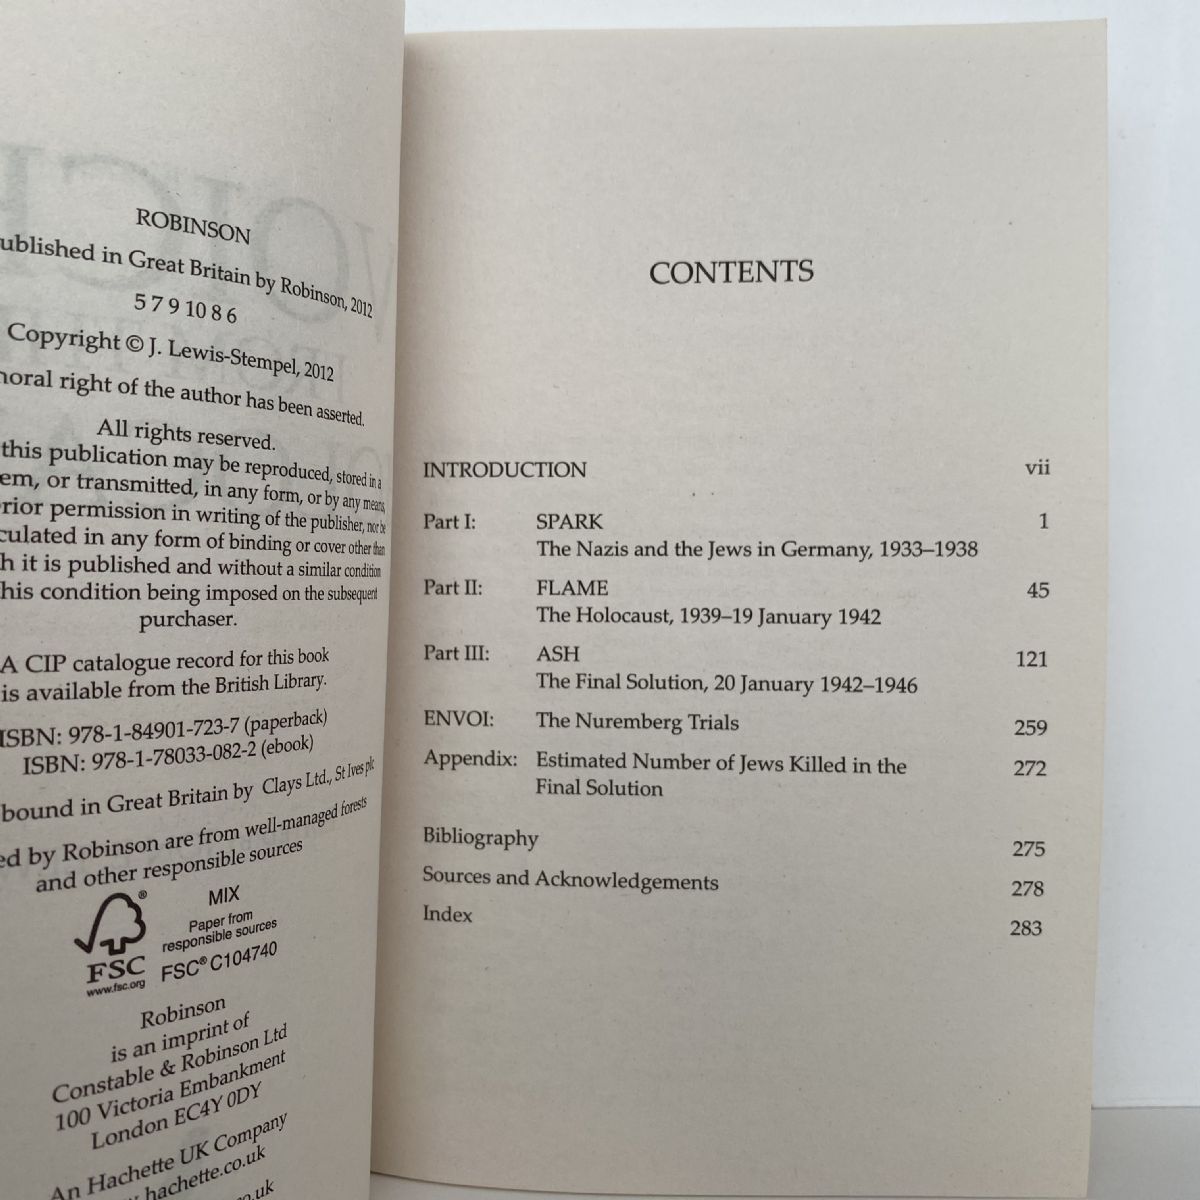 ROBINSON
ublished in Great Britain by Robinson, 2012
5 7 9 10 8 6
Copyright © J. Lewis-Stempel, 2012
moral right of the author has been asserted.
All rights reserved.
this publication may be reproduced, stored in a
em, or transmitted, in any form, or by any means,
rior permission in writing of the publisher, nor be
culated in any form of binding or cover other than
h it is published and without a similar condition
his condition being imposed on the subsequent
purchaser.
A CIP catalogue record for this book
is available from the British Library.
ISBN: 978-1-84901-723-7 (paperback)
ISBN: 978-1-78033-082-2 (ebook)
bound in Great Britain by Clays Ltd., St Ives plc
ed by Robinson are from well-managed forests
and other responsible sources
®
MIX
Paper from
responsible sources
FSC
www.fsc.org
FSC® C104740
Robinson
is an imprint of
Constable & Robinson Ltd
100 Victoria Embankment
London EC4Y 0DY
An Hachette UK Company
hachette.co.uk
co.uk
CONTENTS
INTRODUCTION vii
Part I: SPARK 1
The Nazis and the Jews in Germany, 1933–1938
Part II: FLAME 45
The Holocaust, 1939–19 January 1942
Part III: ASH 121
The Final Solution, 20 January 1942–1946
ENVOI: The Nuremberg Trials 259
Appendix: Estimated Number of Jews Killed in the 272
Final Solution
Bibliography 275
Sources and Acknowledgements 278
Index 283